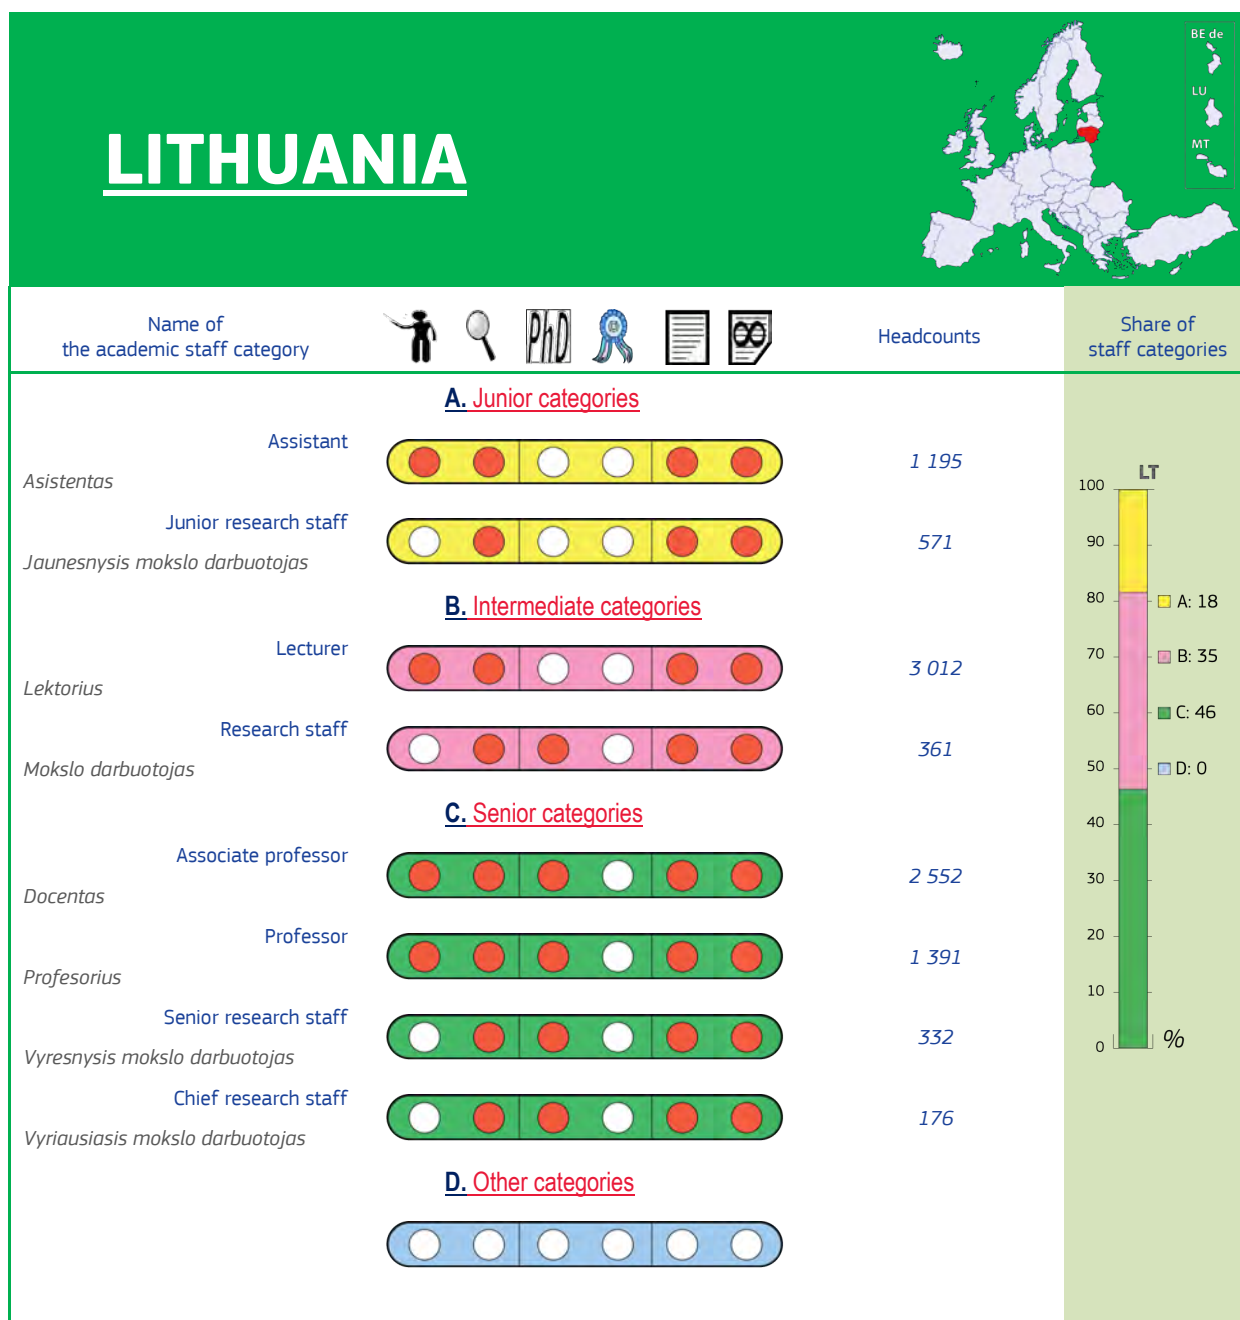 LITHUANIA
BE de
LU
MT
Name of
the academic staff category
PhD
Headcounts
Share of
staff categories
A. Junior categories
Assistant
Asistentas
1 195
Junior research staff
Jaunesnysis mokslo darbuotojas
571
B. Intermediate categories
Lecturer
Lektorius
3 012
Research staff
Mokslo darbuotojas
361
C. Senior categories
Associate professor
Docentas
2 552
Professor
Profesorius
1 391
Senior research staff
Vyresnysis mokslo darbuotojas
332
Chief research staff
Vyriausiasis mokslo darbuotojas
176
D. Other categories
LT
100
90
80
70
60
50
40
30
20
10
0
%
A: 18
B: 35
C: 46
D: 0